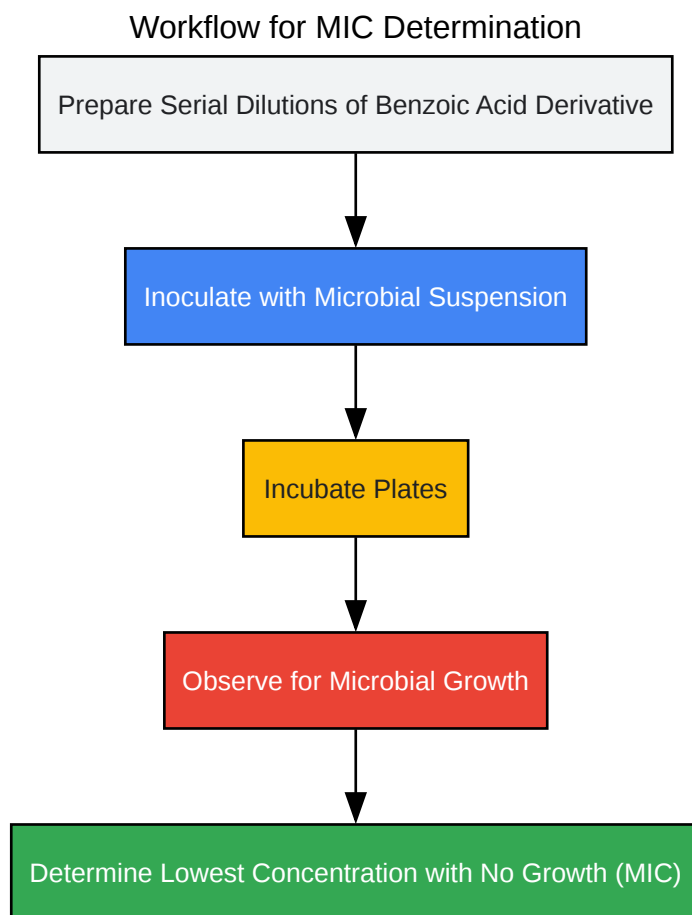 Workflow for MIC Determination
Prepare Serial Dilutions of Benzoic Acid Derivative
Inoculate with Microbial Suspension
Incubate Plates
Observe for Microbial Growth
Determine Lowest Concentration with No Growth (MIC)